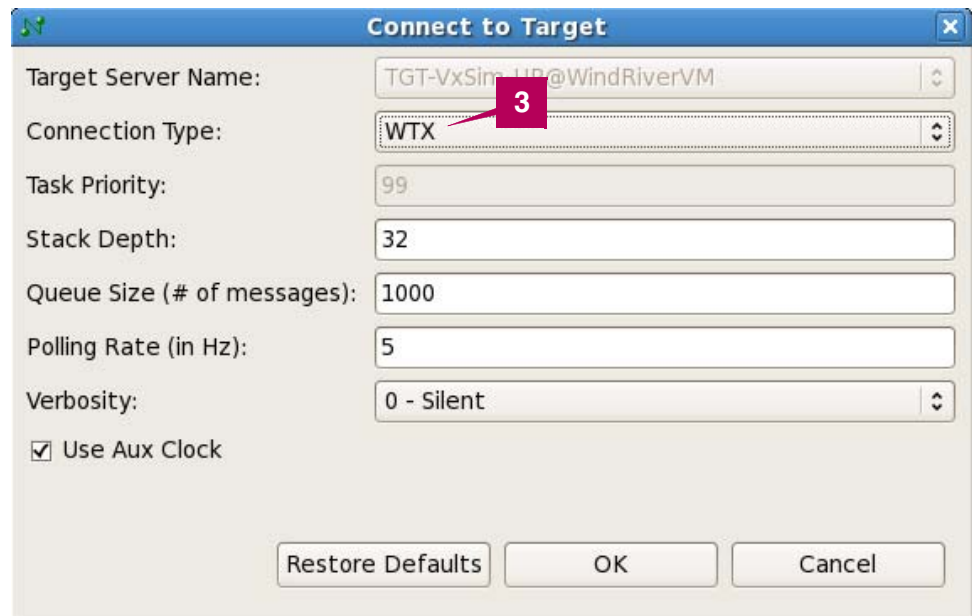 Connect to Target
Target Server Name: TGT-VxSim-UP@WindRiverVM
3
Connection Type: WTX
Task Priority: 99
Stack Depth: 32
Queue Size (# of messages): 1000
Polling Rate (in Hz): 5
Verbosity: 0 - Silent
Use Aux Clock
Restore Defaults OK Cancel